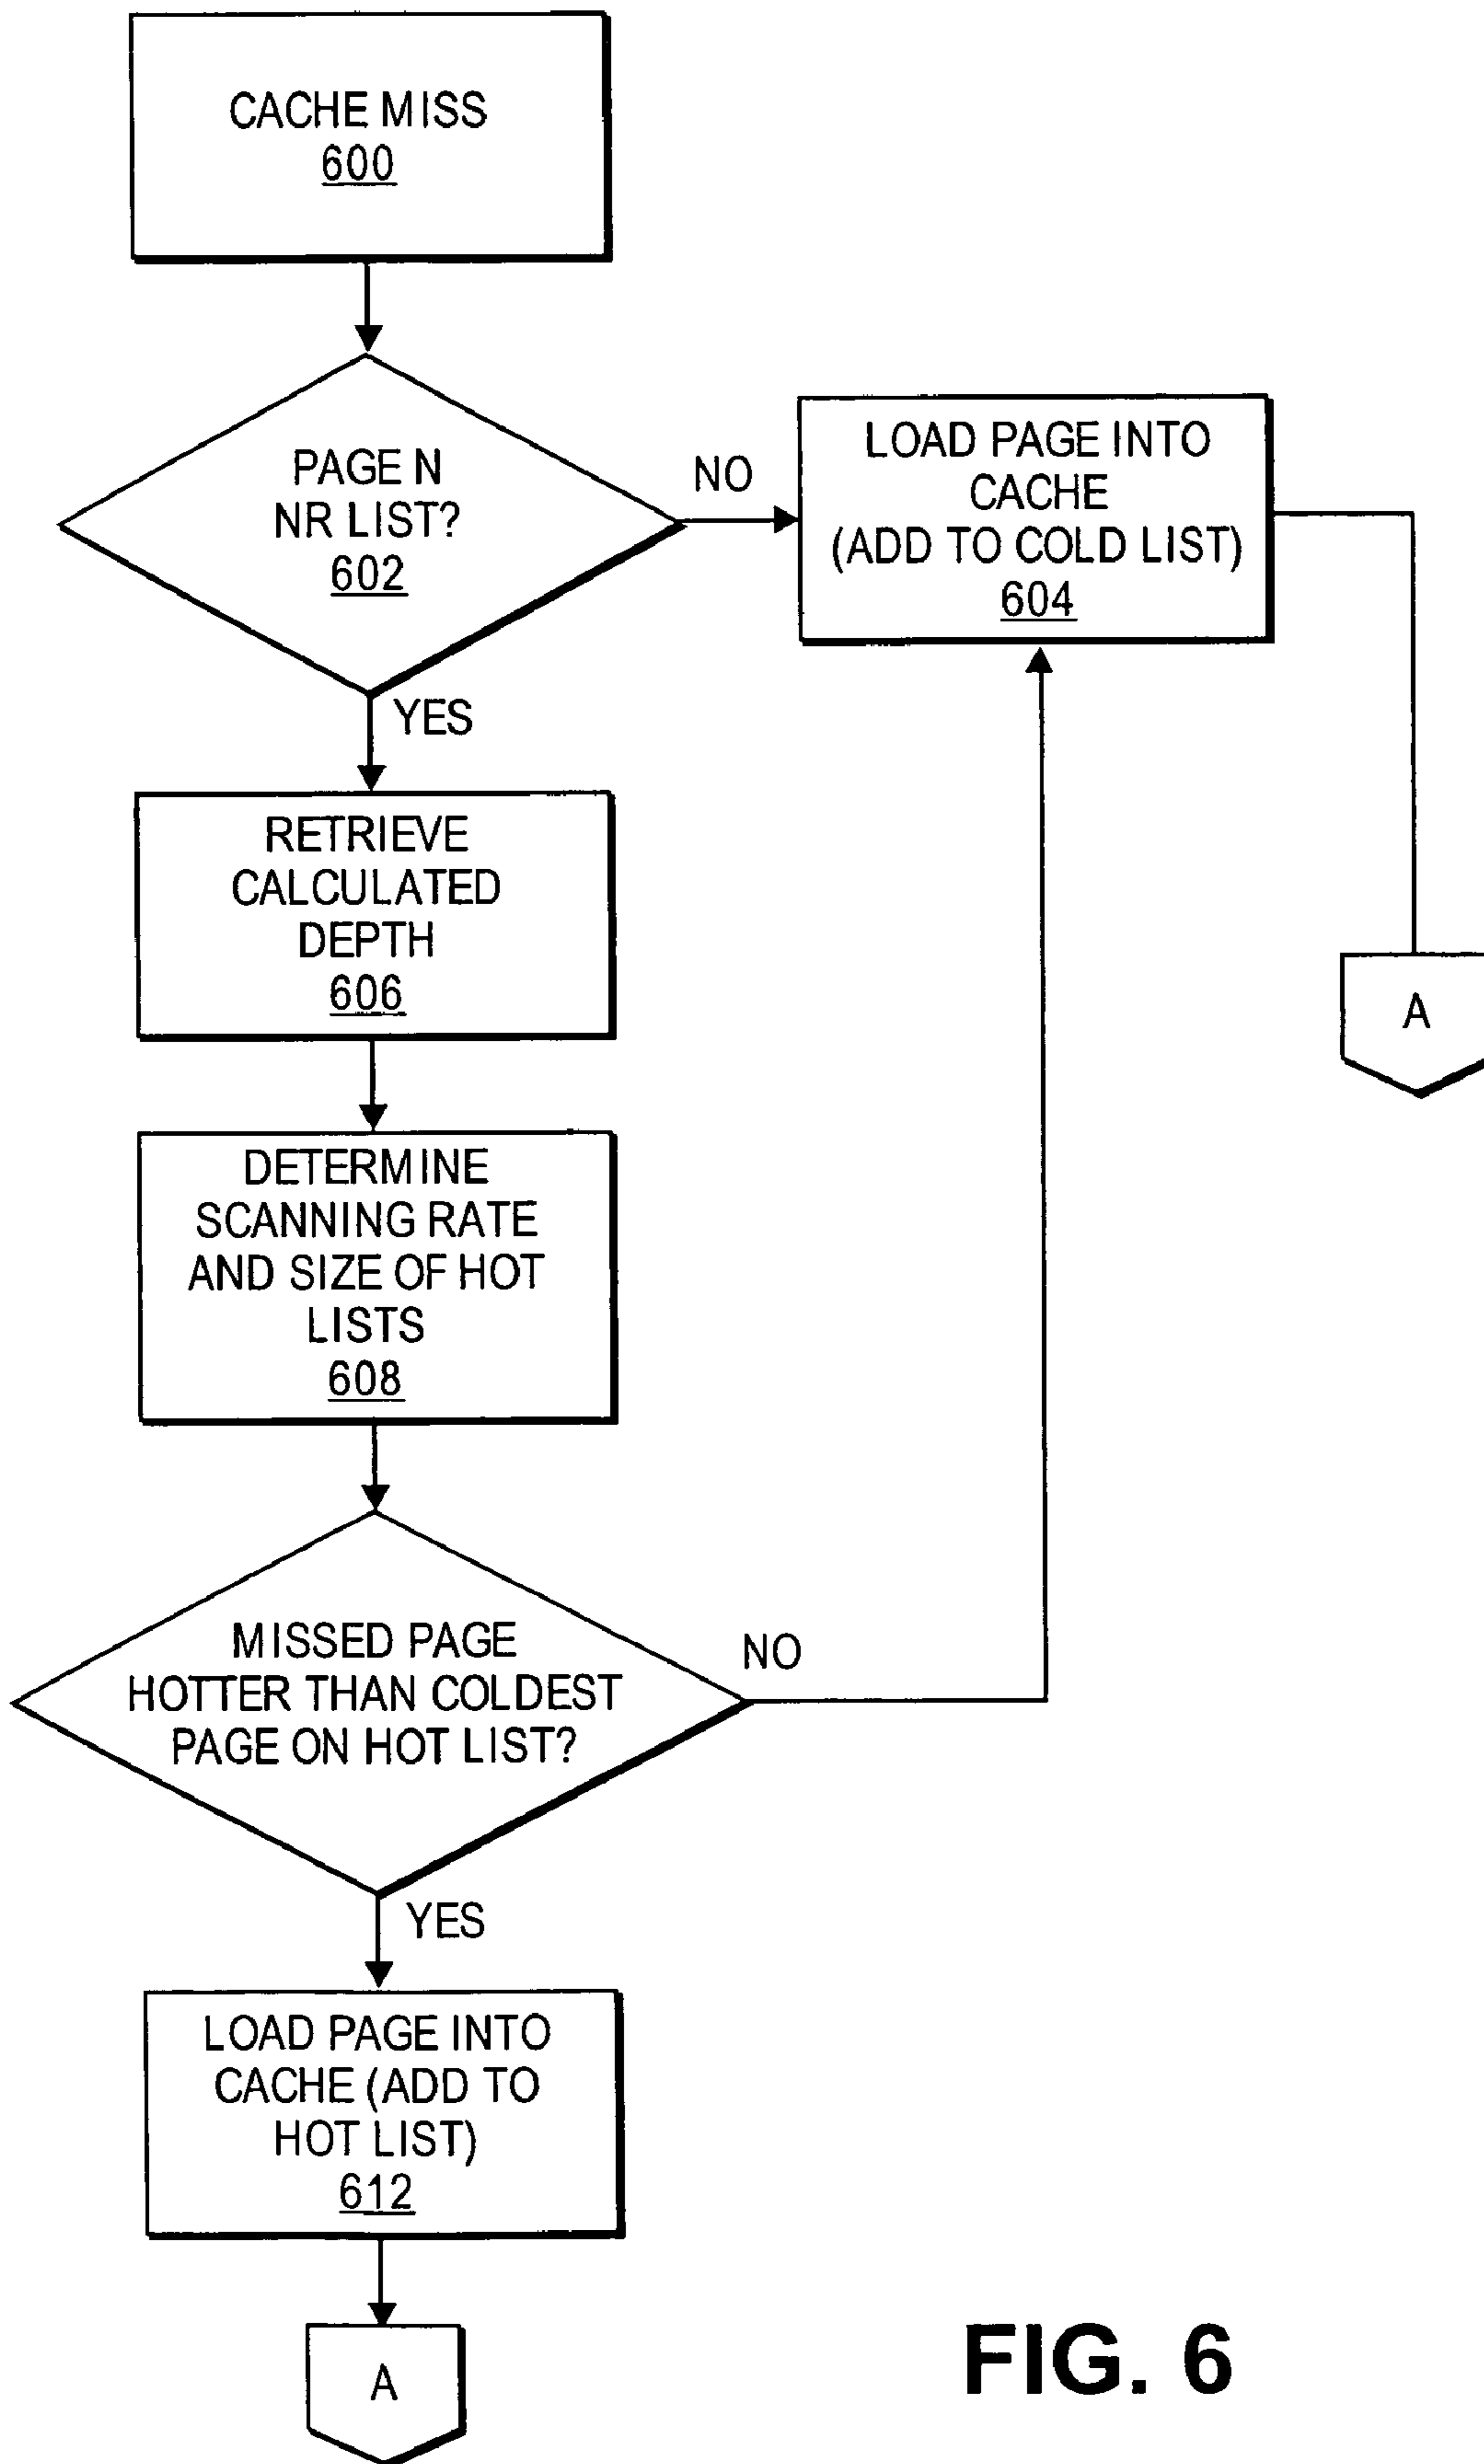 CACHE MISS
600
PAGE N
NR LIST?
602
NO
LOAD PAGE INTO
CACHE
(ADD TO COLD LIST)
604
YES
RETRIEVE
CALCULATED
DEPTH
606
A
DETERMINE
SCANNING RATE
AND SIZE OF HOT
LISTS
608
MISSED PAGE
HOTTER THAN COLDEST
PAGE ON HOT LIST?
NO
YES
LOAD PAGE INTO
CACHE (ADD TO
HOT LIST)
612
A
FIG. 6